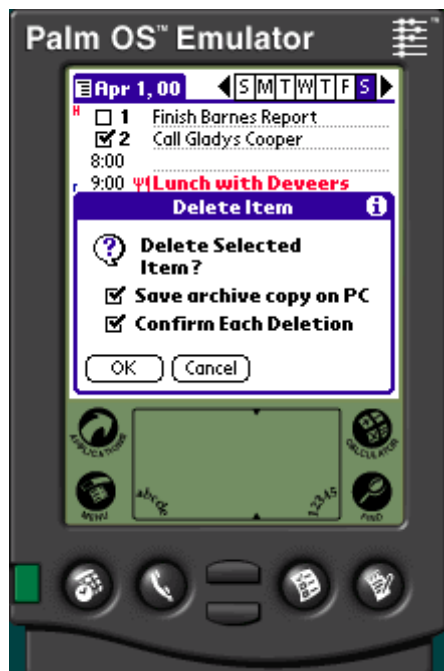 Palm OS™ Emulator
Apr 1, 00 S M T W T F S
H 1 Finish Barnes Report
2 Call Gladys Cooper
8:00
9:00 Lunch with Deveers
Delete Item
Delete Selected
Item?
Save archive copy on PC
Confirm Each Deletion
OK Cancel
APPLICATIONS CALCULATOR
MENU abcde 12345 FIND